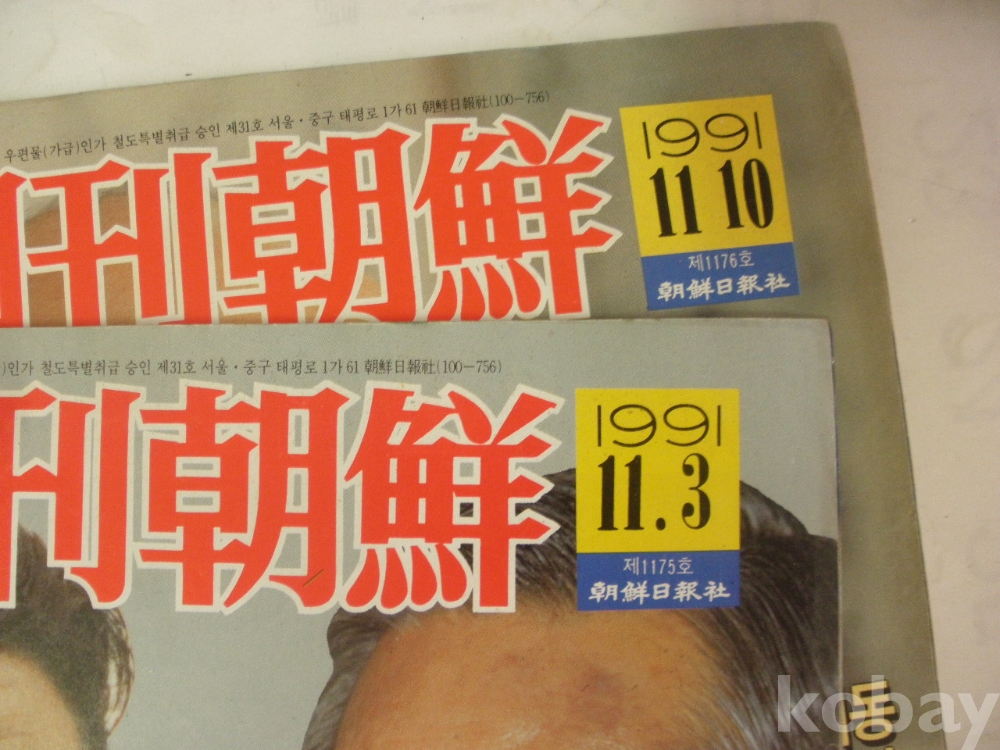 우편물(가급)인가 철도특별취급 승인 제31호 서울·중구 태평로 1가 61 朝鮮日報社(100-756)
刊朝鮮
1991
11 10
제1176호
朝鮮日報社
)인가 철도특별취급 승인 제31호 서울·중구 태평로 1가 61 朝鮮日報社(100-756)
刊朝鮮
1991
11.3
제1175호
朝鮮日報社
kobay